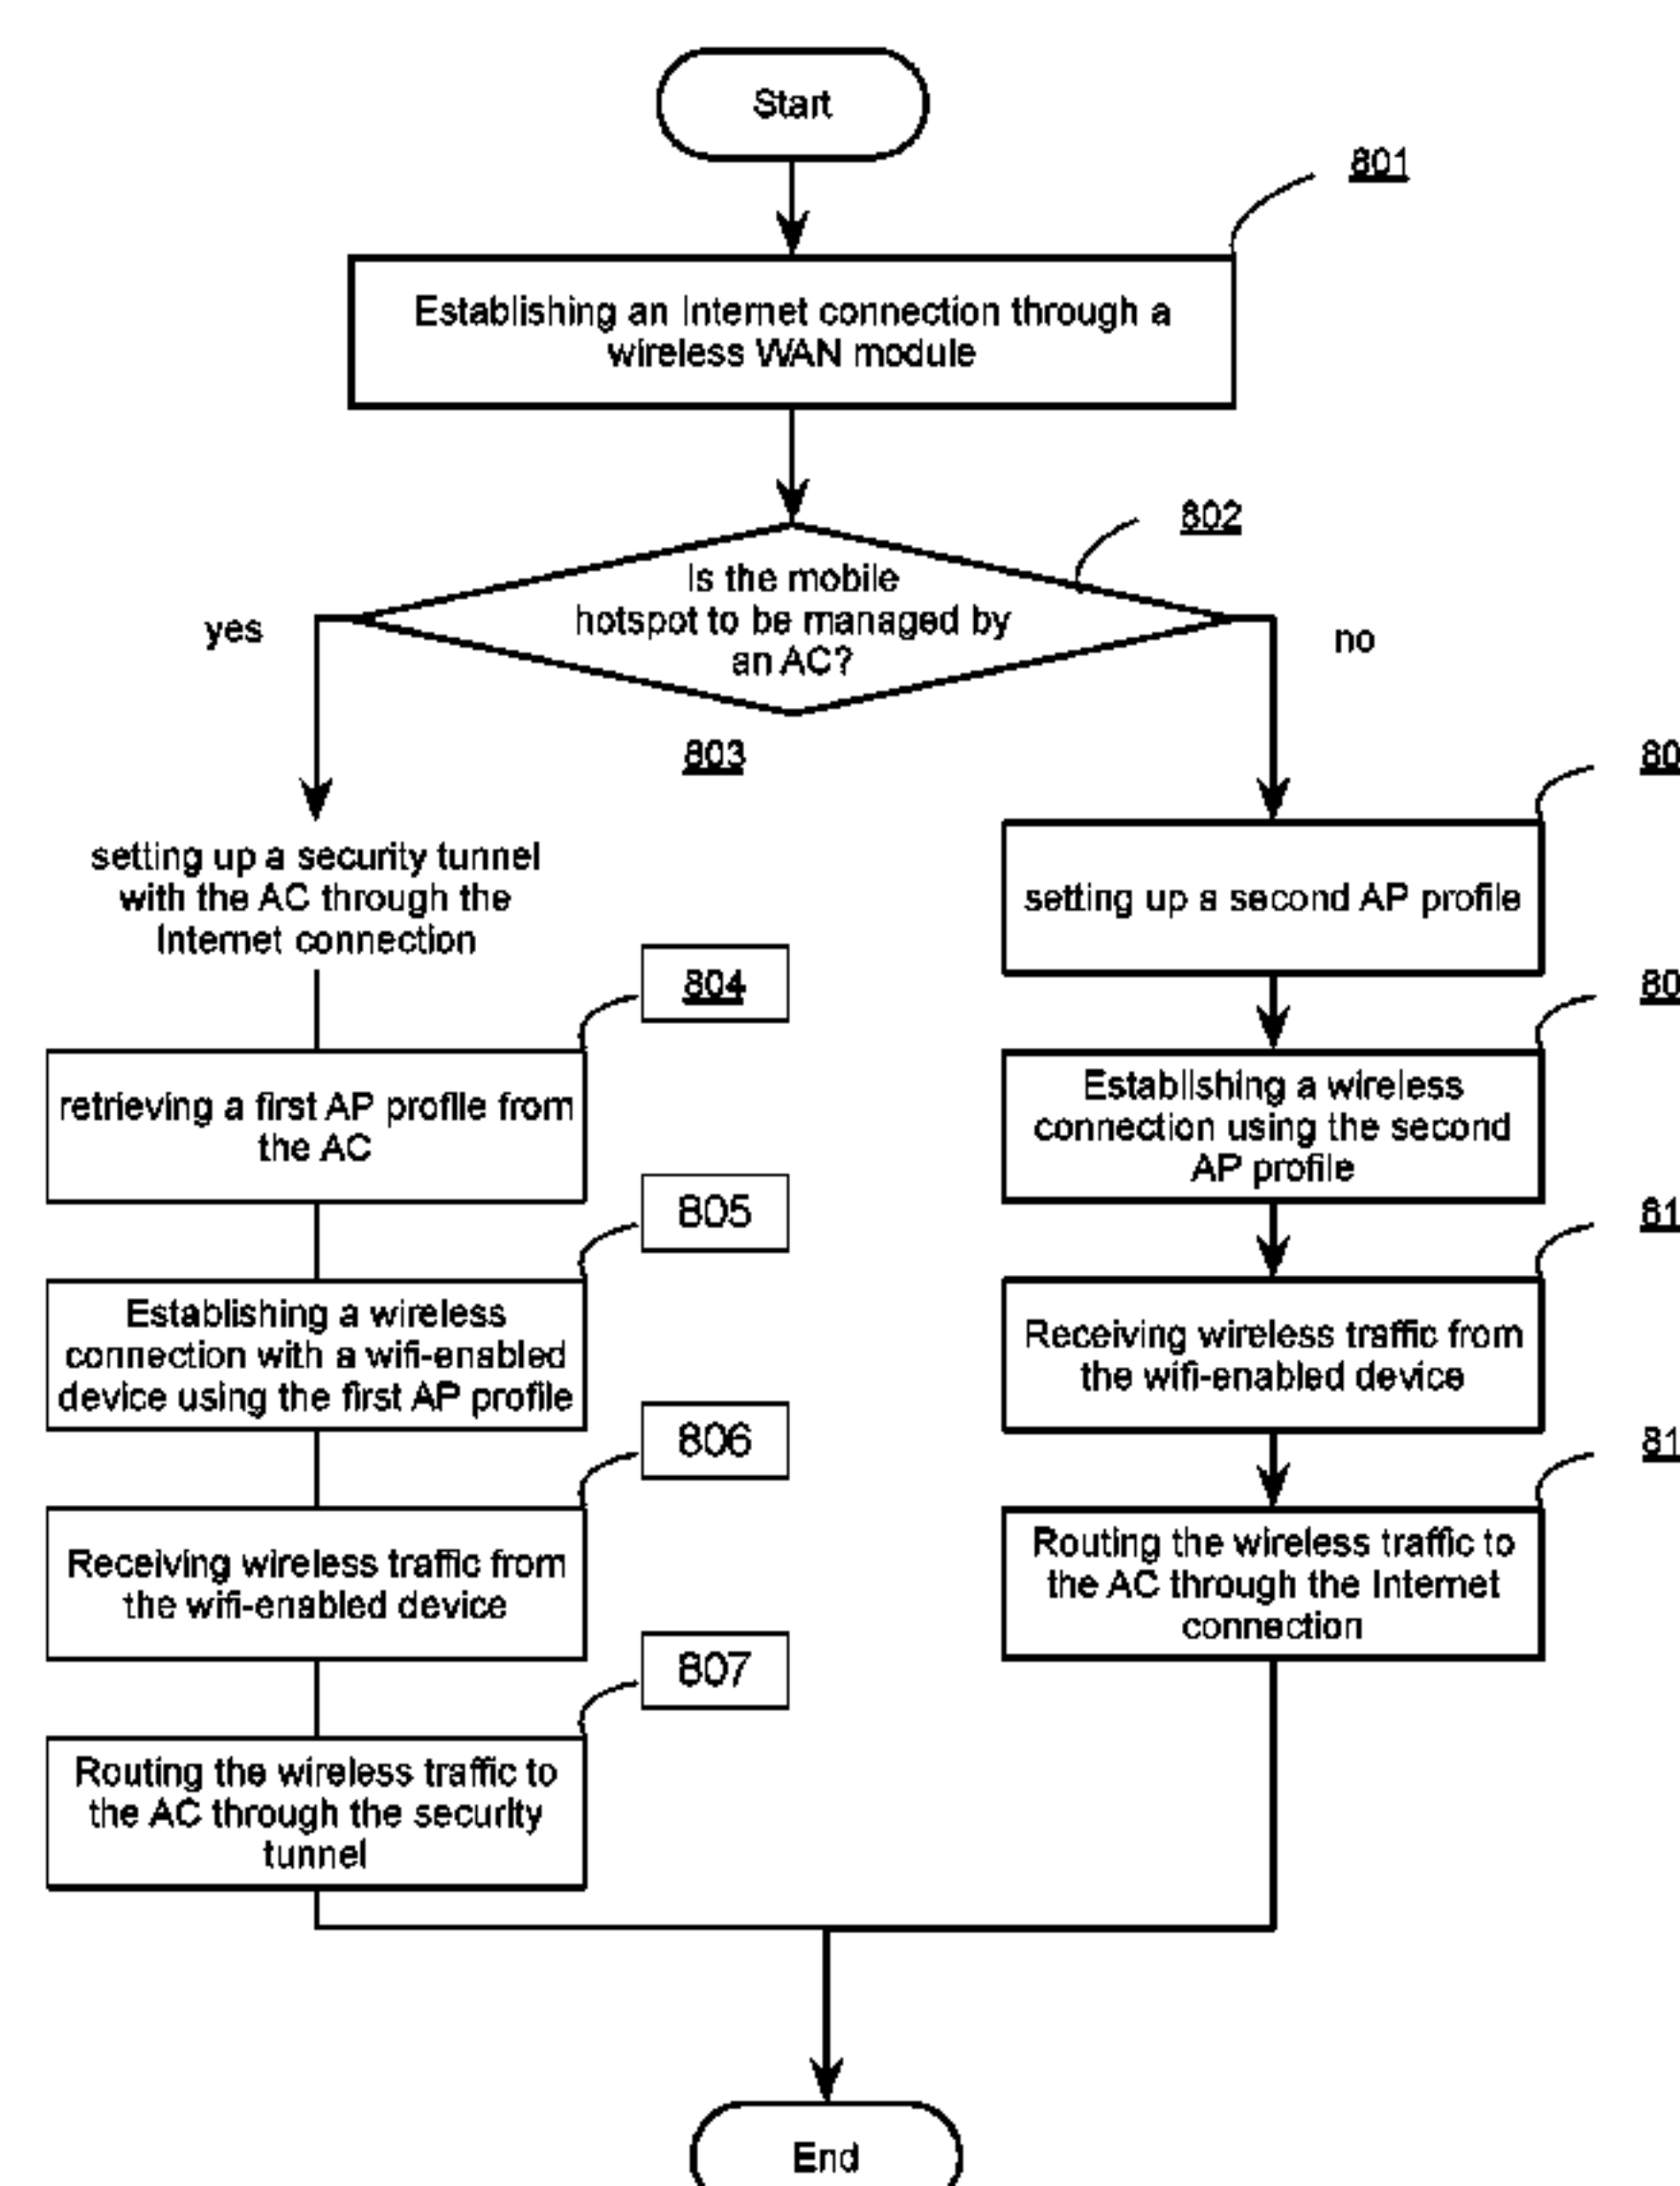 Start
801
Establishing an Internet connection through a
wireless WAN module
802
Is the mobile
hotspot to be managed by
an AC?
yes
no
803
setting up a security tunnel
with the AC through the
Internet connection
804
retrieving a first AP profile from
the AC
805
Establishing a wireless
connection with a wifi-enabled
device using the first AP profile
806
Receiving wireless traffic from
the wifi-enabled device
807
Routing the wireless traffic to
the AC through the security
tunnel
80
setting up a second AP profile
80
Establishing a wireless
connection using the second
AP profile
81
Receiving wireless traffic from
the wifi-enabled device
81
Routing the wireless traffic to
the AC through the Internet
connection
End